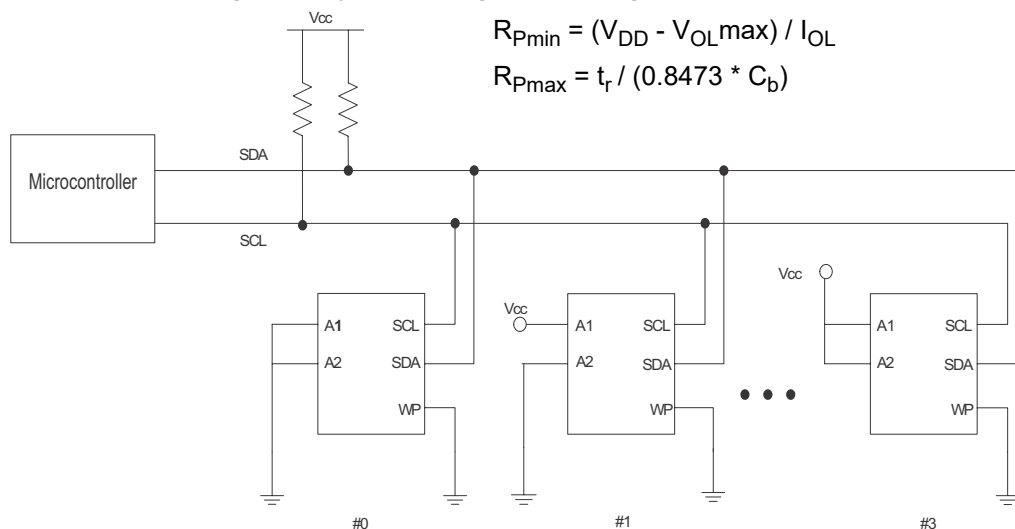 Vcc
R_Pmin = (V_DD - V_OLmax) / I_OL
R_Pmax = t_r / (0.8473 * C_b)
SDA
Microcontroller
SCL
Vcc
Vcc
A1
SCL
A2
SDA
WP
A1
SCL
A2
SDA
WP
A1
SCL
A2
SDA
WP
#0
#1
#3